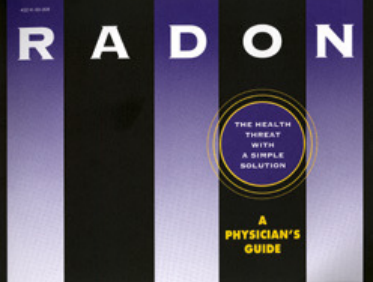 RADON
THE HEALTH
THREAT
WITH
A SIMPLE
SOLUTION
A
PHYSICIAN'S
GUIDE